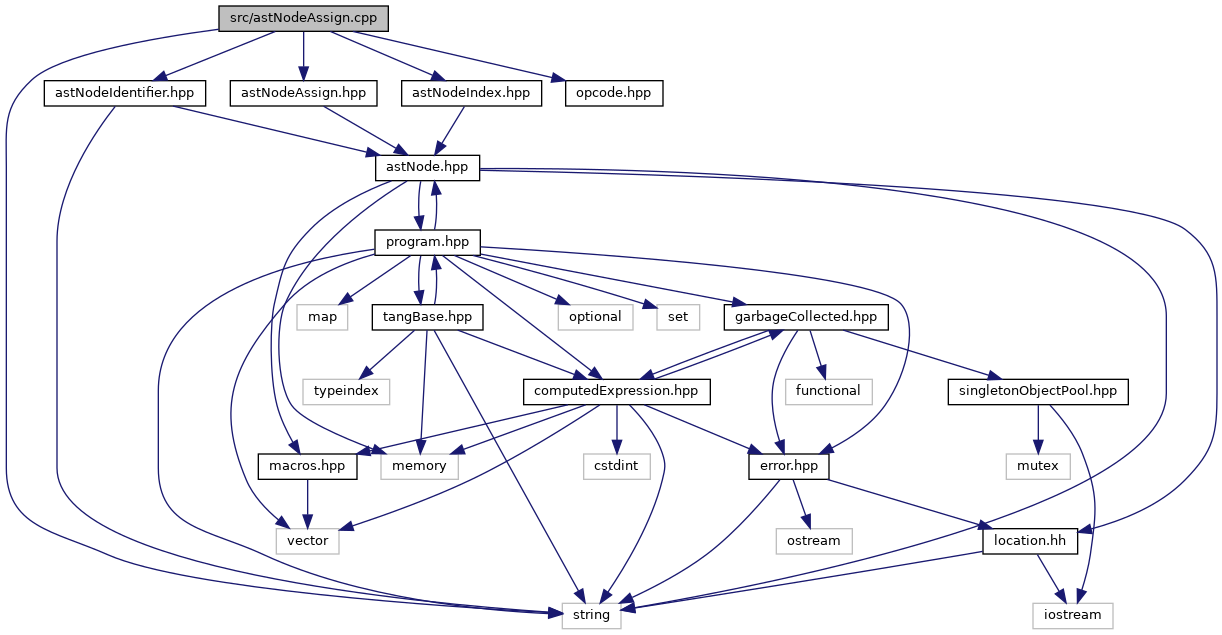 src/astNodeAssign.cpp
astNodeIdentifier.hpp
astNodeAssign.hpp
astNodeIndex.hpp
opcode.hpp
astNode.hpp
program.hpp
map
tangBase.hpp
optional
set
garbageCollected.hpp
typeindex
computedExpression.hpp
functional
singletonObjectPool.hpp
macros.hpp
memory
cstdint
error.hpp
mutex
vector
ostream
location.hh
string
iostream